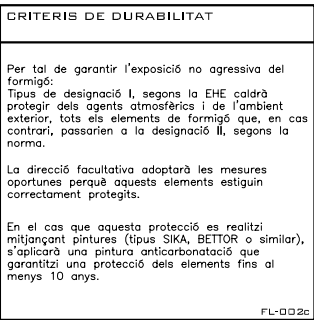 CRITERIS DE DURABILITAT
Per tal de garantir l'exposició no agressiva del
formigó:
Tipus de designació I, segons la EHE caldrà
protegir dels agents atmosfèrics i de l'ambient
exterior, tots els elements de formigó que, en cas
contrari, passarien a la designació II, segons la
norma.
La direcció facultativa adoptarà les mesures
oportunes perquè aquests elements estiguin
correctament protegits.
En el cas que aquesta protecció es realitzi
mitjançant pintures (tipus SIKA, BETTOR o similar),
s'aplicarà una pintura anticarbonatació que
garantitzi una protecció dels elements fins al
menys 10 anys.
FL-002c